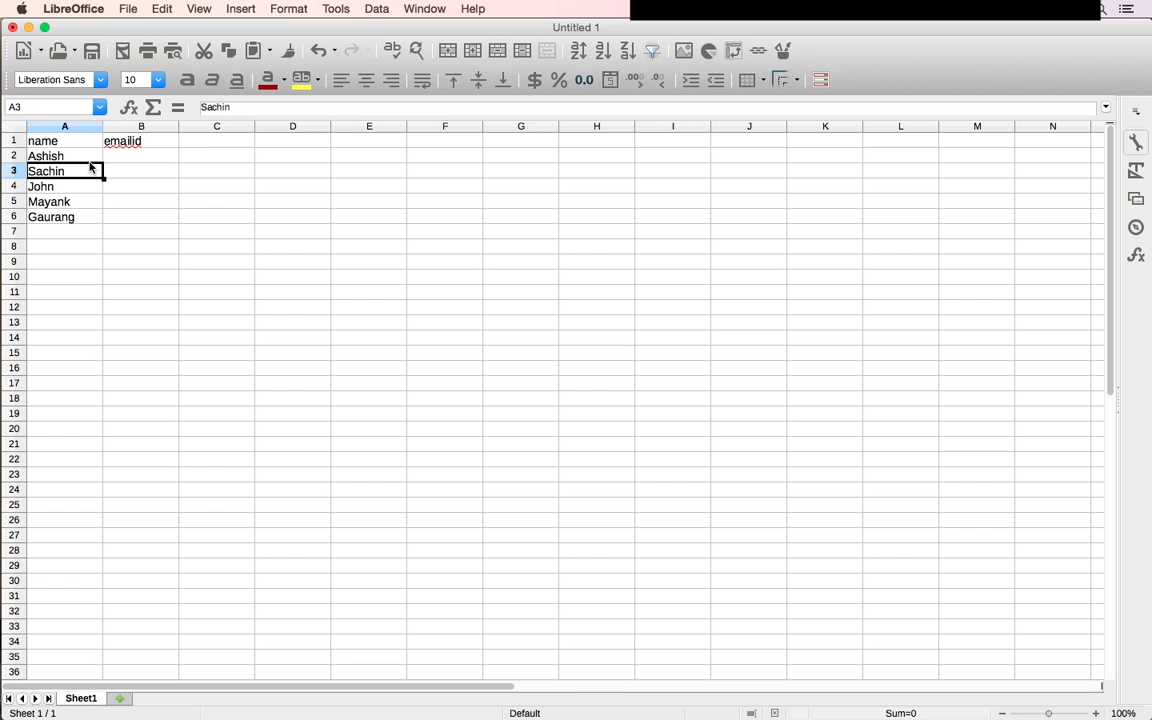 LibreOffice File Edit View Insert Format Tools Data Window Help
Untitled 1
Liberation Sans 10
A3 Sachin
A B C D E F G H I J K L M N
1 name emailid
2 Ashish
3 Sachin
4 John
5 Mayank
6 Gaurang
7
8
9
10
11
12
13
14
15
16
17
18
19
20
21
22
23
24
25
26
27
28
29
30
31
32
33
34
35
36
Sheet1
Sheet 1 / 1 Default Sum=0 100%